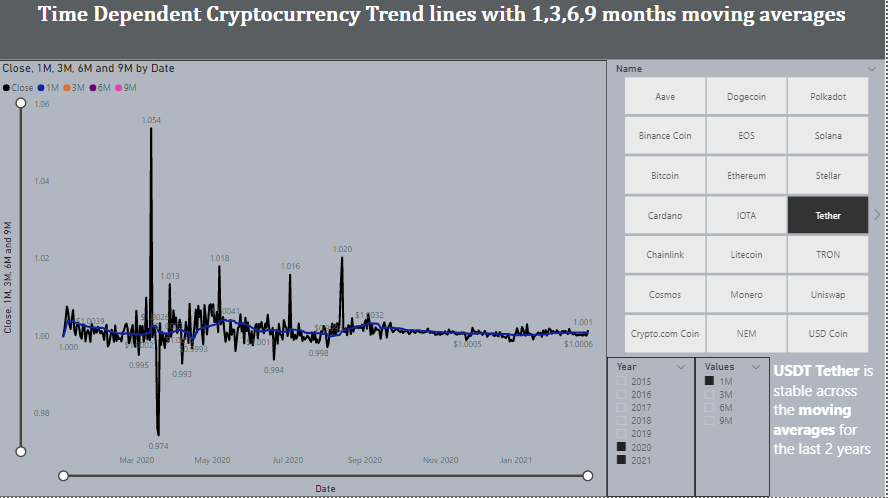 Time Dependent Cryptocurrency Trend lines with 1,3,6,9 months moving averages
Close, 1M, 3M, 6M and 9M by Date
Close 1M 3M 6M 9M
Close, 1M, 3M, 6M and 9M
1.06
1.04
1.02
1.00
0.98
1.054
1.013
1.018
1.016
1.020
$1.0032
1.001
1.000
0.995
0.993
0.994
0.998
$1.0005
$1.0006
0.974
Mar 2020 May 2020 Jul 2020 Sep 2020 Nov 2020 Jan 2021
Date
Name
Aave Dogecoin Polkadot
Binance Coin EOS Solana
Bitcoin Ethereum Stellar
Cardano IOTA Tether
Chainlink Litecoin TRON
Cosmos Monero Uniswap
Crypto.com Coin NEM USD Coin
Year
2015
2016
2017
2018
2019
2020
2021
Values
1M
3M
6M
9M
USDT Tether is
stable across
the moving
averages for
the last 2 years